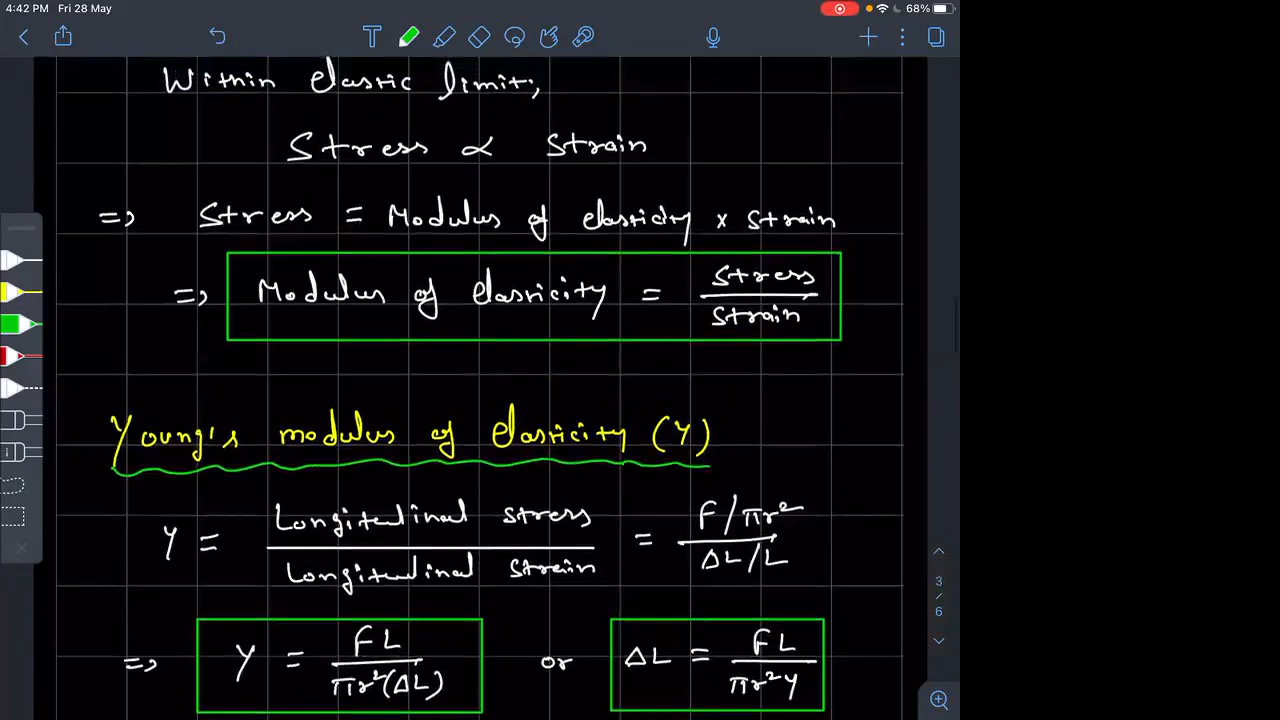 4:42 PM Fri 28 May 68%
Within elastic limit,
Stress ∝ Strain
=> Stress = Modulus of elasticity × Strain
=> Modulus of elasticity = Stress / Strain
Young's modulus of elasticity (Y)
Y = Longitudinal stress / Longitudinal strain = F/πr² / ΔL/L
=> Y = FL / πr²(ΔL) or ΔL = FL / πr²Y
3 / 6